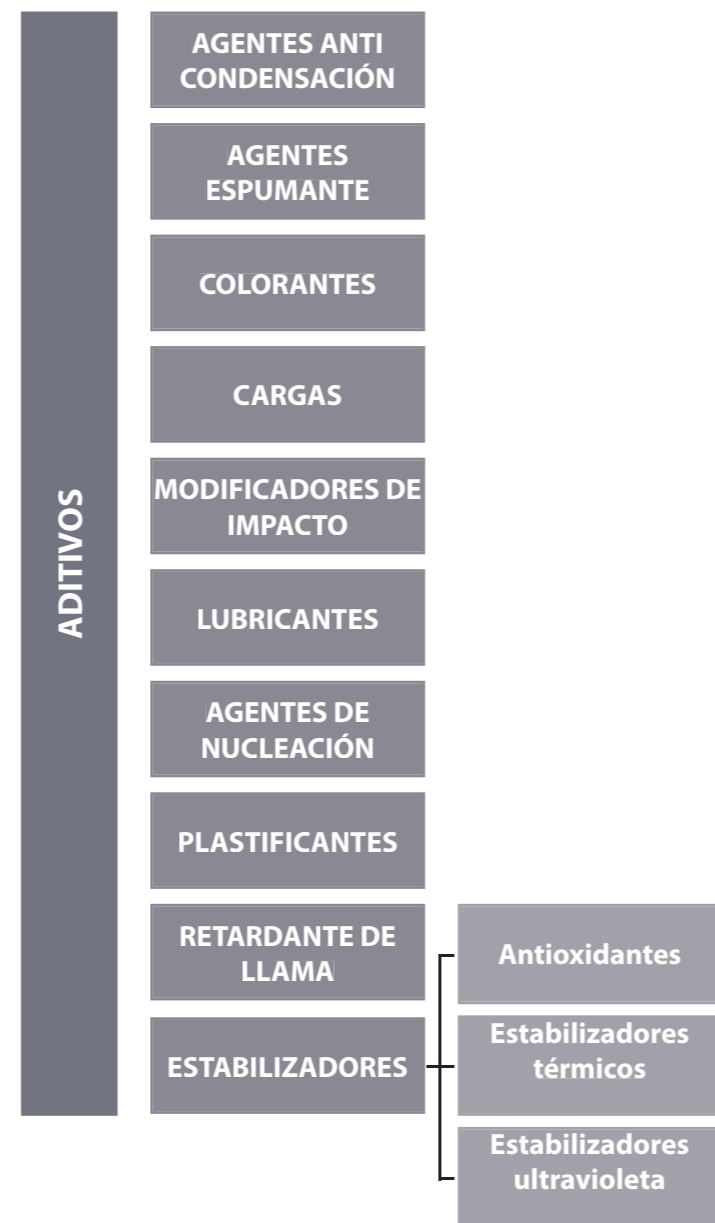 ADITIVOS
AGENTES ANTI
CONDENSACIÓN
AGENTES
ESPUMANTE
COLORANTES
CARGAS
MODIFICADORES DE
IMPACTO
LUBRICANTES
AGENTES DE
NUCLEACIÓN
PLASTIFICANTES
RETARDANTE DE
LLAMA
ESTABILIZADORES
Antioxidantes
Estabilizadores
térmicos
Estabilizadores
ultravioleta